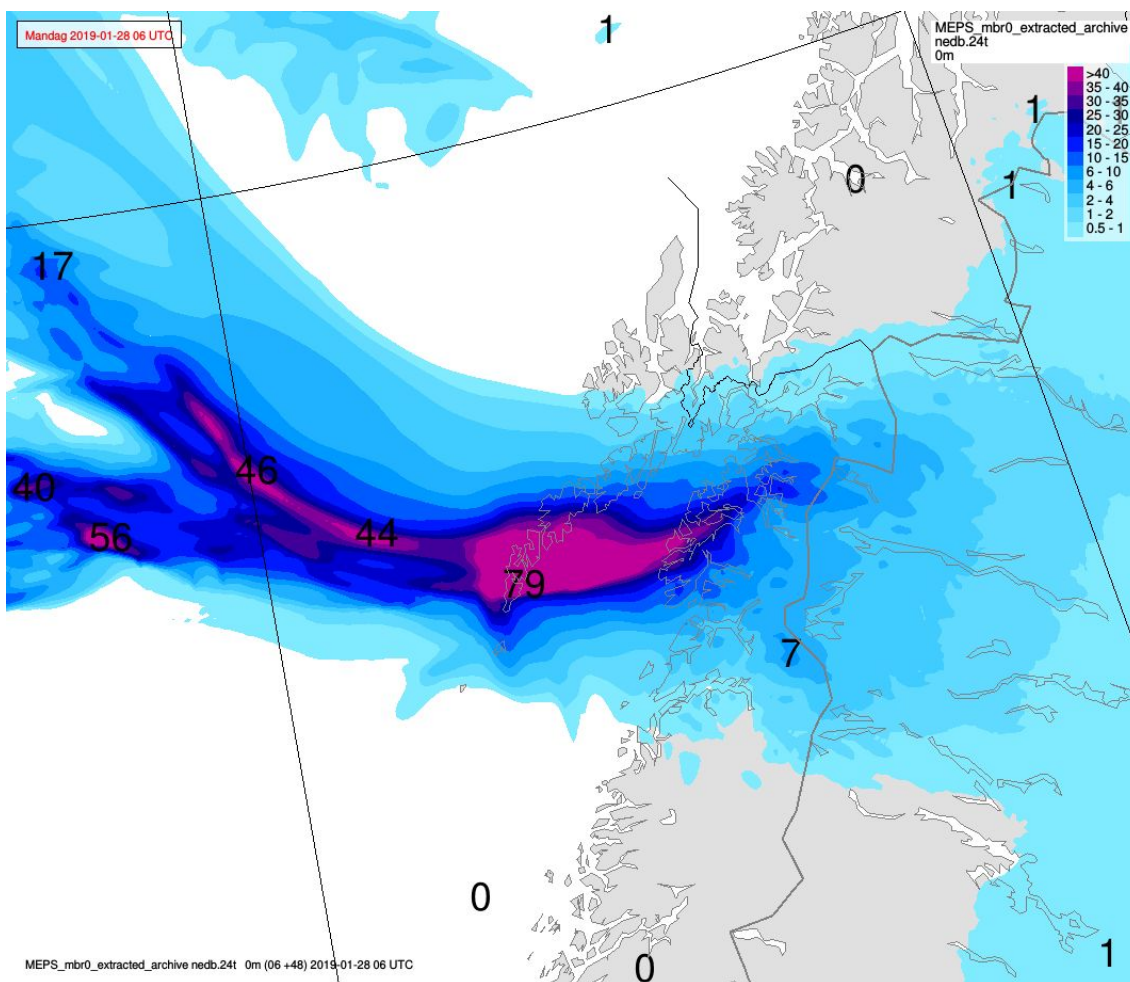 Mandag 2019-01-28 06 UTC
MEPS_mbr0_extracted_archive
nedb.24t
0m
>40
35 - 40
30 - 35
25 - 30
20 - 25
15 - 20
10 - 15
6 - 10
4 - 6
2 - 4
1 - 2
0.5 - 1
1
1
0
1
17
46
40
44
56
79
7
0
1
0
MEPS_mbr0_extracted_archive nedb.24t 0m (06 +48) 2019-01-28 06 UTC